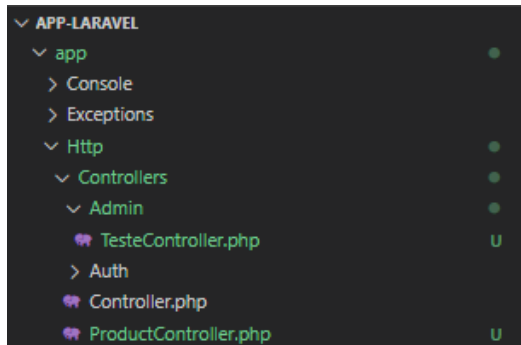 APP-LARAVEL
app
Console
Exceptions
Http
Controllers
Admin
TesteController.php U
Auth
Controller.php
ProductController.php U